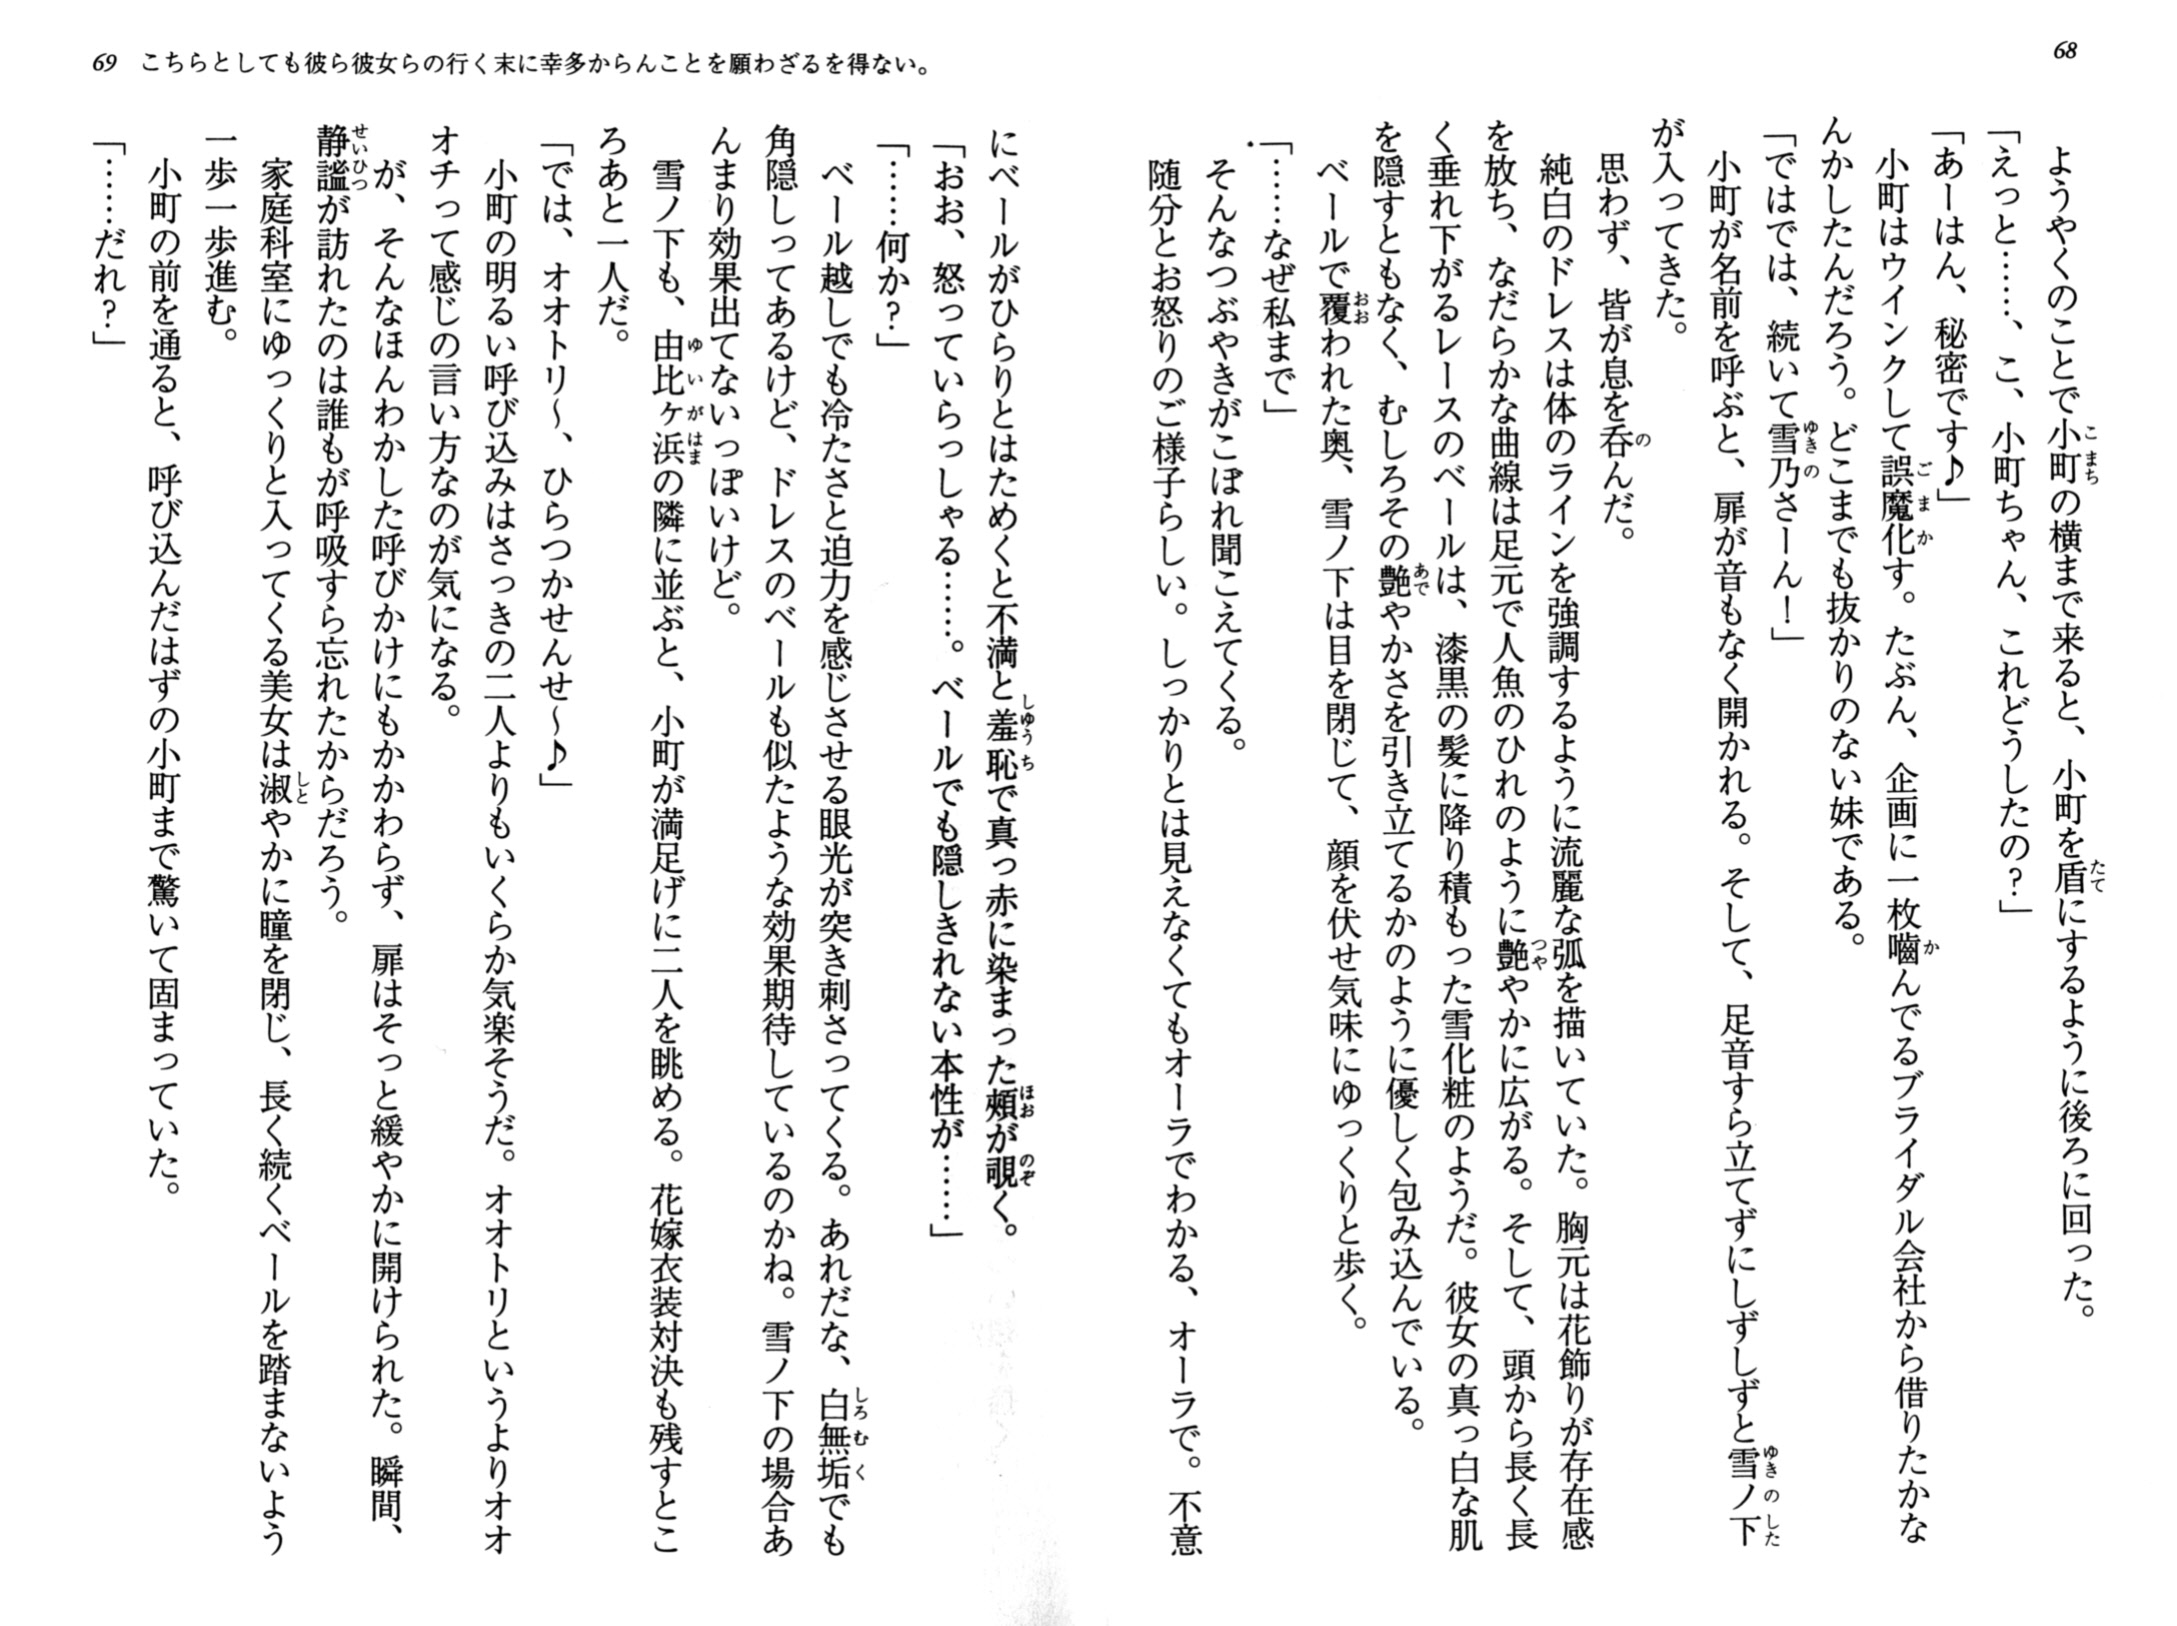 68
ようやくのことで小町の横まで来ると、小町を盾にするように後ろに回った。
「えっと……、こ、小町ちゃん、これどうしたの？」
「あーはん、秘密です♪」
小町はウインクして誤魔化す。たぶん、企画に一枚嚙んでるブライダル会社から借りたかな
んかしたんだろう。どこまでも抜かりのない妹である。
「ではでは、続いて雪乃さーん！」
小町が名前を呼ぶと、扉が音もなく開かれる。そして、足音すら立てずにしずしずと雪ノ下
が入ってきた。
思わず、皆が息を呑んだ。
純白のドレスは体のラインを強調するように流麗な弧を描いていた。胸元は花飾りが存在感
を放ち、なだらかな曲線は足元で人魚のひれのように艶やかに広がる。そして、頭から長く長
く垂れ下がるレースのベールは、漆黒の髪に降り積もった雪化粧のようだ。彼女の真っ白な肌
を隠すともなく、むしろその艶やかさを引き立てるかのように優しく包み込んでいる。
ベールで覆われた奥、雪ノ下は目を閉じて、顔を伏せ気味にゆっくりと歩く。
「……なぜ私まで」
そんなつぶやきがこぼれ聞こえてくる。
随分とお怒りのご様子らしい。しっかりとは見えなくてもオーラでわかる、オーラで。不意
69 こちらとしても彼ら彼女らの行く末に幸多からんことを願わざるを得ない。
にベールがひらりとはためくと不満と羞恥で真っ赤に染まった頰が覗く。
「おお、怒っていらっしゃる……。ベールでも隠しきれない本性が……」
「……何か？」
ベール越しでも冷たさと迫力を感じさせる眼光が突き刺さってくる。あれだな、白無垢でも
角隠しってあるけど、ドレスのベールも似たような効果期待しているのかね。雪ノ下の場合あ
んまり効果出てないっぽいけど。
雪ノ下も、由比ヶ浜の隣に並ぶと、小町が満足げに二人を眺める。花嫁衣装対決も残すとこ
ろあと一人だ。
「では、オオトリ～、ひらつかせんせ～♪」
小町の明るい呼び込みはさっきの二人よりもいくらか気楽そうだ。オオトリというよりオオ
オチって感じの言い方なのが気になる。
が、そんなほんわかした呼びかけにもかかわらず、扉はそっと緩やかに開けられた。瞬間、
静謐が訪れたのは誰もが呼吸すら忘れたからだろう。
家庭科室にゆっくりと入ってくる美女は淑やかに瞳を閉じ、長く続くベールを踏まないよう
一歩一歩進む。
小町の前を通ると、呼び込んだはずの小町まで驚いて固まっていた。
「……だれ？」